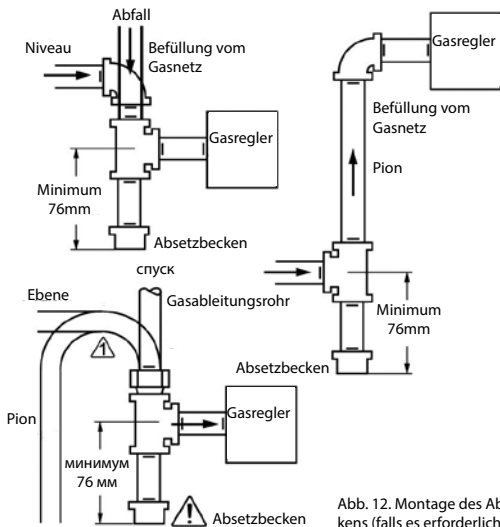 Abfall
Niveau
Befüllung vom
Gasnetz
Gasregler
Minimum
76mm
Absetzbecken
Gasregler
Befüllung vom
Gasnetz
Pion
Minimum
76mm
Absetzbecken
спуск
Ebene
Gasableitungsrohr
1
Gasregler
Pion
минимум
76 мм
!
Absetzbecken
Abb. 12. Montage des Ab
kens (falls es erforderlich